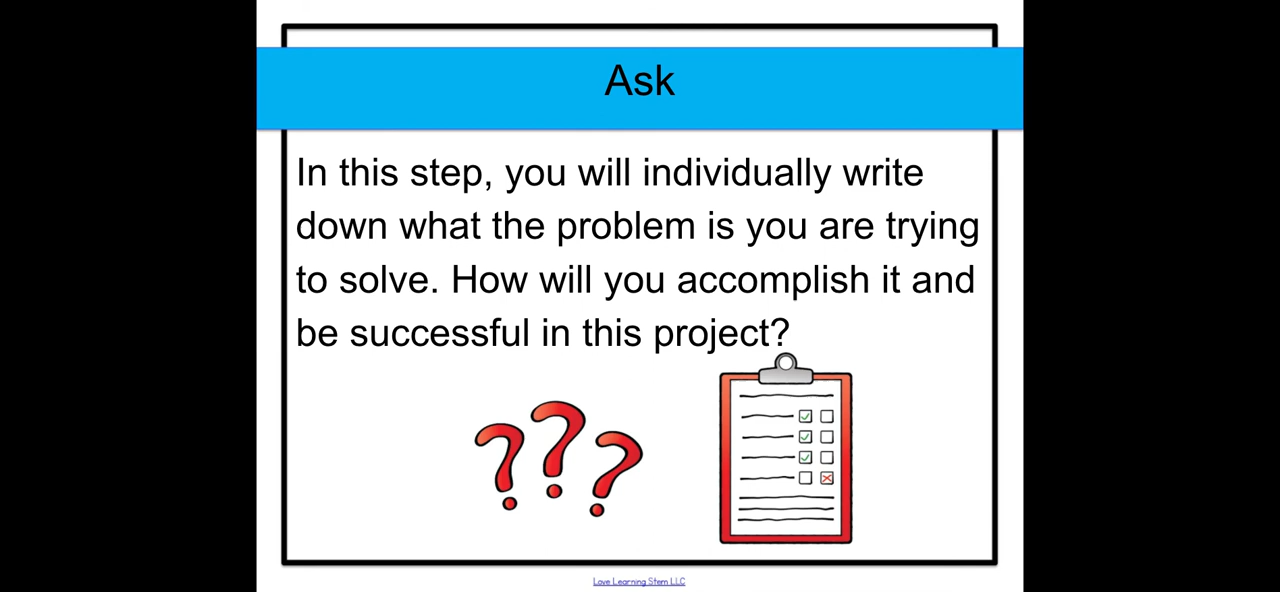 Ask
In this step, you will individually write
down what the problem is you are trying
to solve. How will you accomplish it and
be successful in this project?
Love Learning Stem LLC